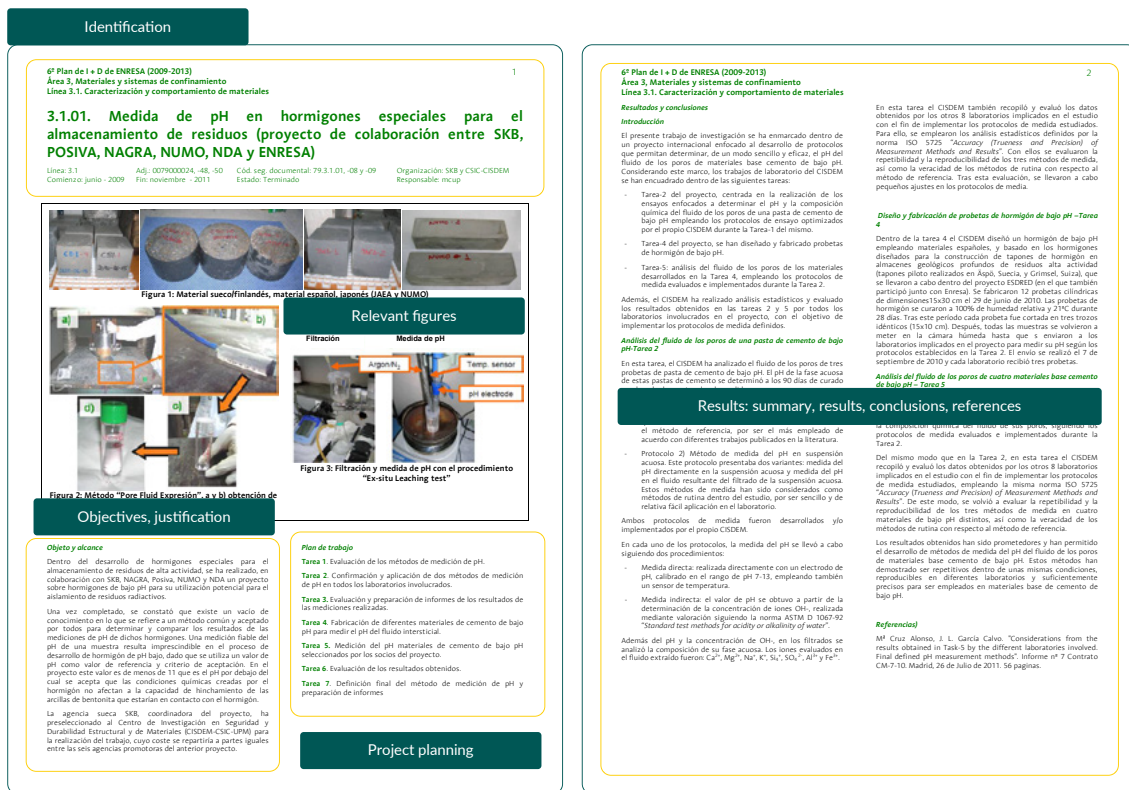 Identification
6º Plan de I + D de ENRESA (2009-2013)
1
Área 3, Materiales y sistemas de confinamiento
Línea 3.1. Caracterización y comportamiento de materiales
3.1.01. Medida de pH en hormigones especiales para el
almacenamiento de residuos (proyecto de colaboración entre SKB,
POSIVA, NAGRA, NUMO, NDA y ENRESA)
Línea: 3.1 Adj.: 0079000024, -48, -50 Cód. seg. documental: 79.3.1.01, -08 y -09 Organización: SKB y CSIC-CISDEM
Comienzo: junio - 2009 Fin: noviembre - 2011 Estado: Terminado Responsable: mcup
Figura 1: Material sueco/finlandés, material español, japonés (JAEA y NUMO)
Relevant figures
a)
b)
d)
c)
Filtración Medida de pH
Argon/N₂
Temp. sensor
pH electrode
Figura 3: Filtración y medida de pH con el procedimiento
"Ex-situ Leaching test"
Figura 2: Método "Pore Fluid Expresión", a y b) obtención de
Objectives, justification
Objeto y alcance
Dentro del desarrollo de hormigones especiales para el
almacenamiento de residuos de alta actividad, se ha realizado, en
colaboración con SKB, NAGRA, Posiva, NUMO y NDA un proyecto
sobre hormigones de bajo pH para su utilización potencial para el
aislamiento de residuos radiactivos.
Una vez completado, se constató que existe un vacío de
conocimiento en lo que se refiere a un método común y aceptado
por todos para determinar y comparar los resultados de las
mediciones de pH de dichos hormigones. Una medición fiable del
pH de una muestra resulta imprescindible en el proceso de
desarrollo de hormigón de pH bajo, dado que se utiliza un valor de
pH como valor de referencia y criterio de aceptación. En el
proyecto este valor es de menos de 11 que es el pH por debajo del
cual se acepta que las condiciones químicas creadas por el
hormigón no afectan a la capacidad de hinchamiento de las
arcillas de bentonita que estarían en contacto con el hormigón.
La agencia sueca SKB, coordinadora del proyecto, ha
preseleccionado al Centro de Investigación en Seguridad y
Durabilidad Estructural y de Materiales (CISDEM-CSIC-UPM) para
la realización del trabajo, cuyo coste se repartiría a partes iguales
entre las seis agencias promotoras del anterior proyecto.
Plan de trabajo
Tarea 1. Evaluación de métodos de medición de pH.
Tarea 2. Confirmación y aplicación de dos métodos de medición
de pH en todos los laboratorios involucrados.
Tarea 3. Evaluación y preparación de informes de los resultados de
las mediciones realizadas.
Tarea 4. Fabricación de diferentes materiales de cemento de bajo
pH para medir el pH del fluido intersticial.
Tarea 5. Medición del pH materiales de cemento de bajo pH
seleccionados por los socios del proyecto.
Tarea 6. Evaluación de los resultados obtenidos.
Tarea 7. Definición final del método de medición de pH y
preparación de informes
Project planning
6º Plan de I + D de ENRESA (2009-2013)
2
Área 3, Materiales y sistemas de confinamiento
Línea 3.1. Caracterización y comportamiento de materiales
Resultados y conclusiones
Introducción
El presente trabajo de investigación se ha enmarcado dentro de
un proyecto internacional enfocado al desarrollo de protocolos
que permitan determinar, de un modo sencillo y eficaz, el pH del
fluido de los poros de materiales base cemento de bajo pH.
Considerando este marco, los trabajos de laboratorio del CISDEM
se han encuadrado dentro de las siguientes tareas:
- Tarea-2 del proyecto, centrada en la realización de los
ensayos enfocados a determinar el pH y la composición
química del fluido de los poros de una pasta de cemento de
bajo pH empleando los protocolos de ensayo optimizados
por el propio CISDEM durante la Tarea-1 del mismo.
- Tarea-4 del proyecto, se han diseñado y fabricado probetas
de hormigón de bajo pH.
- Tarea-5: análisis del fluido de los poros de los materiales
desarrollados en la Tarea 4, empleando los protocolos de
medida implementados durante la Tarea 2.
Además, el CISDEM ha realizado análisis estadísticos y evaluado
los resultados obtenidos en las tareas 2 y 5 por todos los
laboratorios involucrados en el proyecto, con el objetivo de
implementar los protocolos de medida definidos.
Análisis del fluido de los poros de una pasta de cemento de bajo
pH-Tarea 2
En esta tarea, el CISDEM ha analizado el fluido de los poros de tres
probetas de pasta de cemento de bajo pH. El pH de la fase acuosa
de estas pastas de cemento se determinó a los 90 días de curado
Results: summary, results, conclusions, references
el método de referencia, por ser el más empleado de
acuerdo con diferentes trabajos publicados en la literatura.
- Protocolo 2) Método de medida del pH en suspensión
acuosa. Este protocolo presentaba dos variantes: medida del
pH directamente en la suspensión acuosa y medida del pH
en el fluido resultante del filtrado de la suspensión acuosa.
Estos métodos de medida han sido considerados como
métodos de rutina dentro del estudio, por ser sencillo y de
relativa fácil aplicación en el laboratorio.
Ambos protocolos de medida fueron desarrollados y/o
implementados por el propio CISDEM.
En cada uno de los protocolos, la medida del pH se llevó a cabo
siguiendo dos procedimientos:
- Medida directa: realizada directamente con un electrodo de
pH, calibrado en el rango de pH 7-13, empleando también
un sensor de temperatura.
- Medida indirecta: el valor de pH se obtuvo a partir de la
determinación de la concentración de iones OH-, realizada
mediante valoración siguiendo la norma ASTM D 1067-92
"Standard test methods for acidity or alkalinity of water".
Además del pH y la concentración de OH-, en los filtrados se
analizó la composición de su fase acuosa. Los iones analizados en
el fluido extraído fueron: Ca²⁺, Mg²⁺, Na⁺, K⁺, Si₄⁺, SO₄²⁻, Al³⁺ y Fe³⁺.
En esta tarea el CISDEM también recopiló y evaluó los datos
obtenidos por los otros 8 laboratorios implicados en el estudio
con el fin de implementar los protocolos de medida estudiados.
Para ello, se emplearon los análisis estadísticos definidos por la
norma ISO 5725 "Accuracy (Trueness and Precision) of
Measurement Methods and Results". Con ellos se evaluaron la
repetibilidad y la reproducibilidad de los tres métodos de medida,
así como la veracidad de los métodos de rutina con respecto al
método de referencia. Tras esta evaluación, se llevaron a cabo
pequeños ajustes en los protocolos de media.
Diseño y fabricación de probetas de hormigón de bajo pH –Tarea
4
Dentro de la tarea 4 el CISDEM diseñó un hormigón de bajo pH
empleando materiales españoles, y basado en los hormigones
diseñados para la construcción de tapones de hormigón en
almacenes geológicos profundos de residuos alta actividad
(tapones piloto realizados en Äspö, Suecia, y Grimsel, Suiza), que
se llevaron a cabo dentro del proyecto ESDRED (en el que también
participó junto con Enresa). Se fabricaron 12 probetas cilíndricas
de dimensiones15x30 cm el 29 de junio de 2010. Las probetas de
hormigón se curaron a 100% de humedad relativa y 21ºC durante
28 días. Tras este período cada probeta fue cortada en tres trozos
idénticos (15x10 cm). Después, todas las muestras se volvieron a
meter en la cámara húmeda hasta que s enviaron a los
laboratorios implicados en el proyecto para medir su pH según los
protocolos establecidos en la Tarea 2. El envío se realizó el 7 de
septiembre de 2010 y cada laboratorio recibió tres probetas.
Análisis del fluido de los poros de cuatro materiales base cemento
de bajo pH – Tarea 5
la composición química del fluido de sus poros, siguiendo los
protocolos de medida evaluados e implementados durante la
Tarea 2.
Del mismo modo que en la Tarea 2, en esta tarea el CISDEM
recopiló y evaluó los datos obtenidos por los otros 8 laboratorios
implicados en el estudio con el fin de implementar los protocolos
de medida estudiados, empleando la misma norma ISO 5725
"Accuracy (Trueness and Precision) of Measurement Methods and
Results". De este modo, se volvió a evaluar la repetibilidad y la
reproducibilidad de los tres métodos de medida en cuatro
materiales de bajo pH distintos, así como la veracidad de los
métodos de rutina con respecto al método de referencia.
Los resultados obtenidos han sido prometedores y han permitido
el desarrollo de métodos de medida del pH del fluido de los poros
de materiales base cemento de bajo pH. Estos métodos han
demostrado ser repetitivos dentro de unas mismas condiciones,
reproducibles en diferentes laboratorios y suficientemente
precisos para ser empleados en materiales base de cemento de
bajo pH.
Referencias)
Mª Cruz Alonso, J. L. García Calvo. "Considerations from the
results obtained in Task-5 by the different laboratories involved.
Final defined pH measurement methods". Informe nº 7 Contrato
CM-7-10. Madrid, 26 de Julio de 2011. 56 paginas.